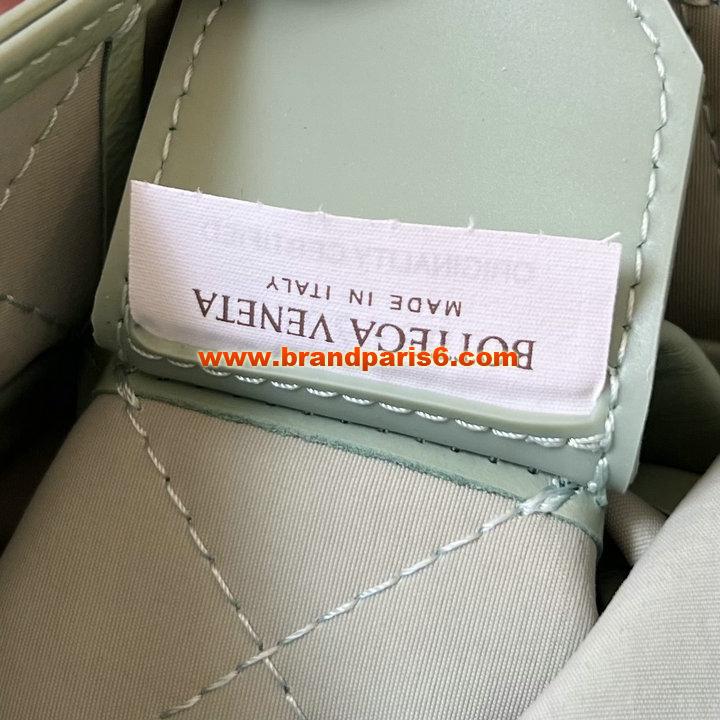 BOTTEGA VENETA
MADE IN ITALY
www.brandparis6.com